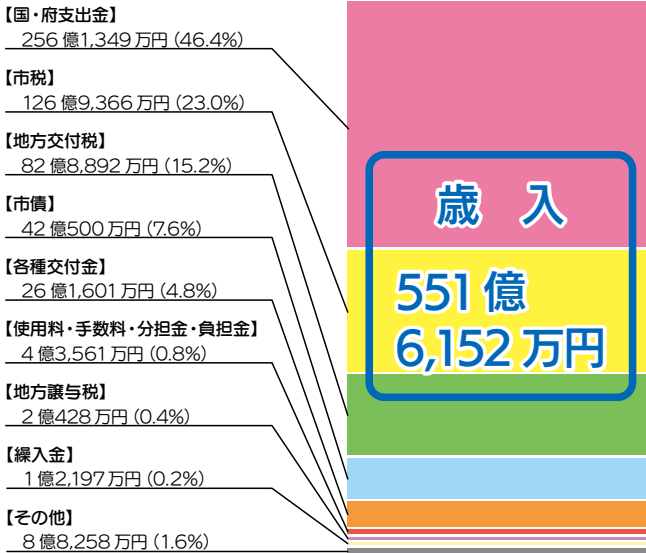 【国・府支出金】
256億1,349万円（46.4%）
【市税】
126億9,366万円（23.0%）
【地方交付税】
82億8,892万円（15.2%）
【市債】
42億500万円（7.6%）
【各種交付金】
26億1,601万円（4.8%）
【使用料・手数料・分担金・負担金】
4億3,561万円（0.8%）
【地方譲与税】
2億428万円（0.4%）
【繰入金】
1億2,197万円（0.2%）
【その他】
8億8,258万円（1.6%）
歳 入
551億
6,152万円